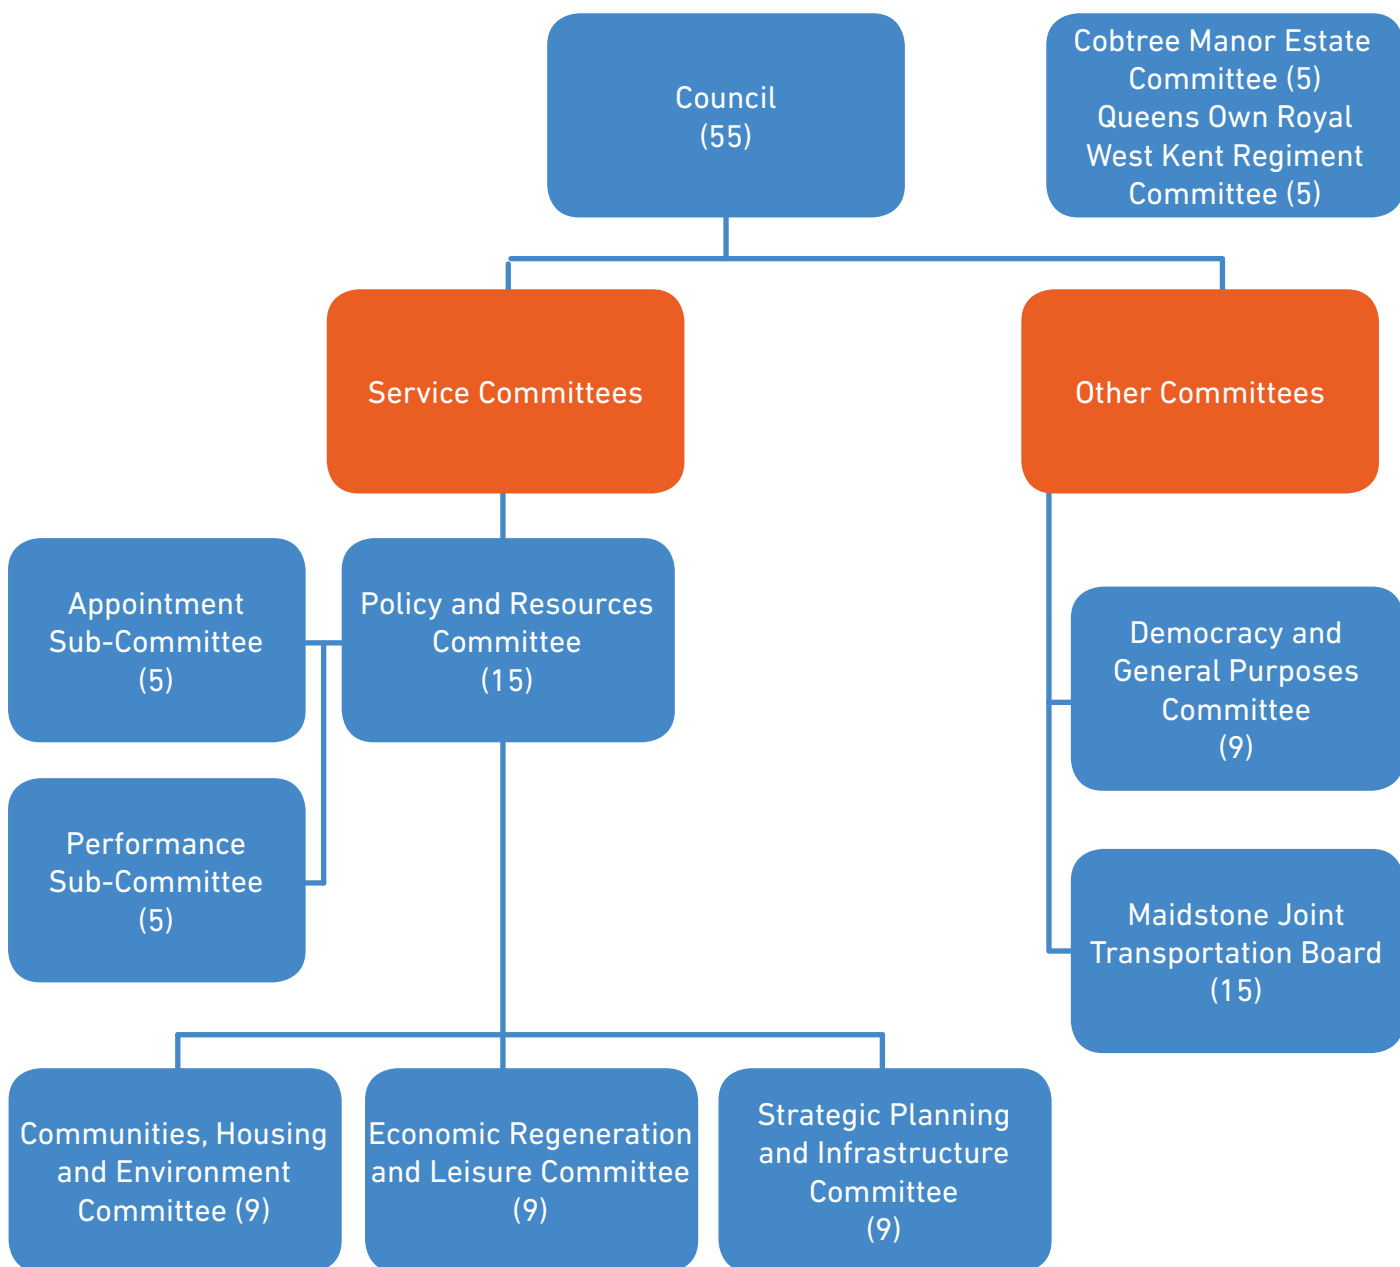 Council
(55)
Cobtree Manor Estate
Committee (5)
Queens Own Royal
West Kent Regiment
Committee (5)
Service Committees
Other Committees
Appointment
Sub-Committee
(5)
Policy and Resources
Committee
(15)
Democracy and
General Purposes
Committee
(9)
Performance
Sub-Committee
(5)
Maidstone Joint
Transportation Board
(15)
Communities, Housing
and Environment
Committee (9)
Economic Regeneration
and Leisure Committee
(9)
Strategic Planning
and Infrastructure
Committee
(9)